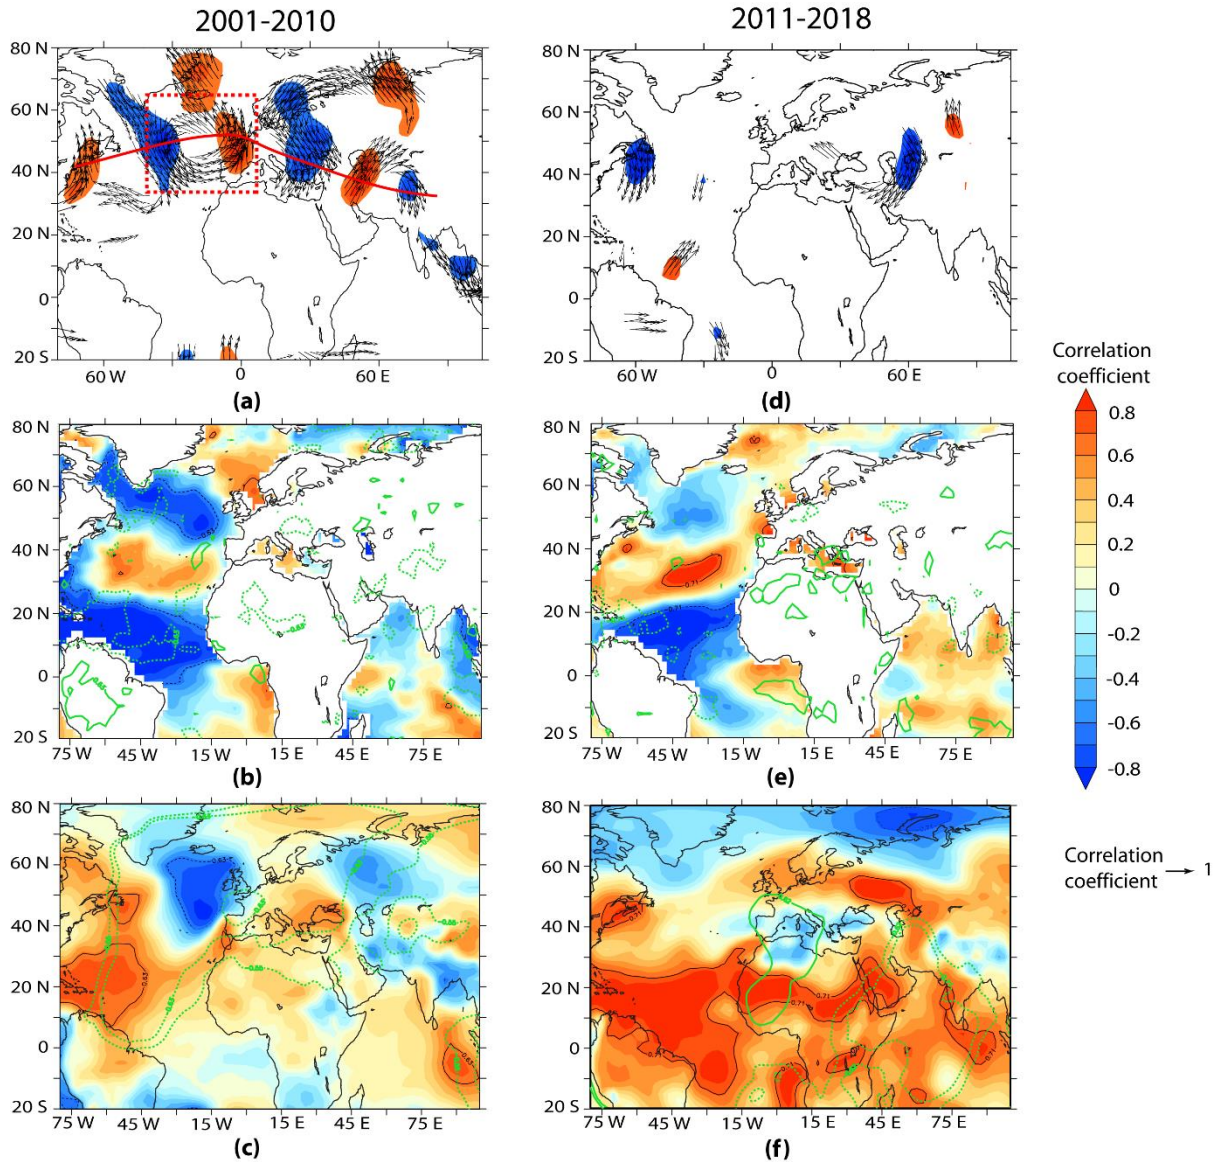 2001-2010
2011-2018
80 N
60 N
40 N
20 N
0
20 S
60 W
0
60 E
(a)
80 N
60 N
40 N
20 N
0
20 S
60 W
0
60 E
(d)
Correlation
coefficient
0.8
0.6
0.4
0.2
0
-0.2
-0.4
-0.6
-0.8
80 N
60 N
40 N
20 N
0
20 S
75 W
45 W
15 W
15 E
45 E
75 E
(b)
80 N
60 N
40 N
20 N
0
20 S
75 W
45 W
15 W
15 E
45 E
75 E
(e)
80 N
60 N
40 N
20 N
0
20 S
75 W
45 W
15 W
15 E
45 E
75 E
(c)
80 N
60 N
40 N
20 N
0
20 S
75 W
45 W
15 W
15 E
45 E
75 E
(f)
Correlation
coefficient
1